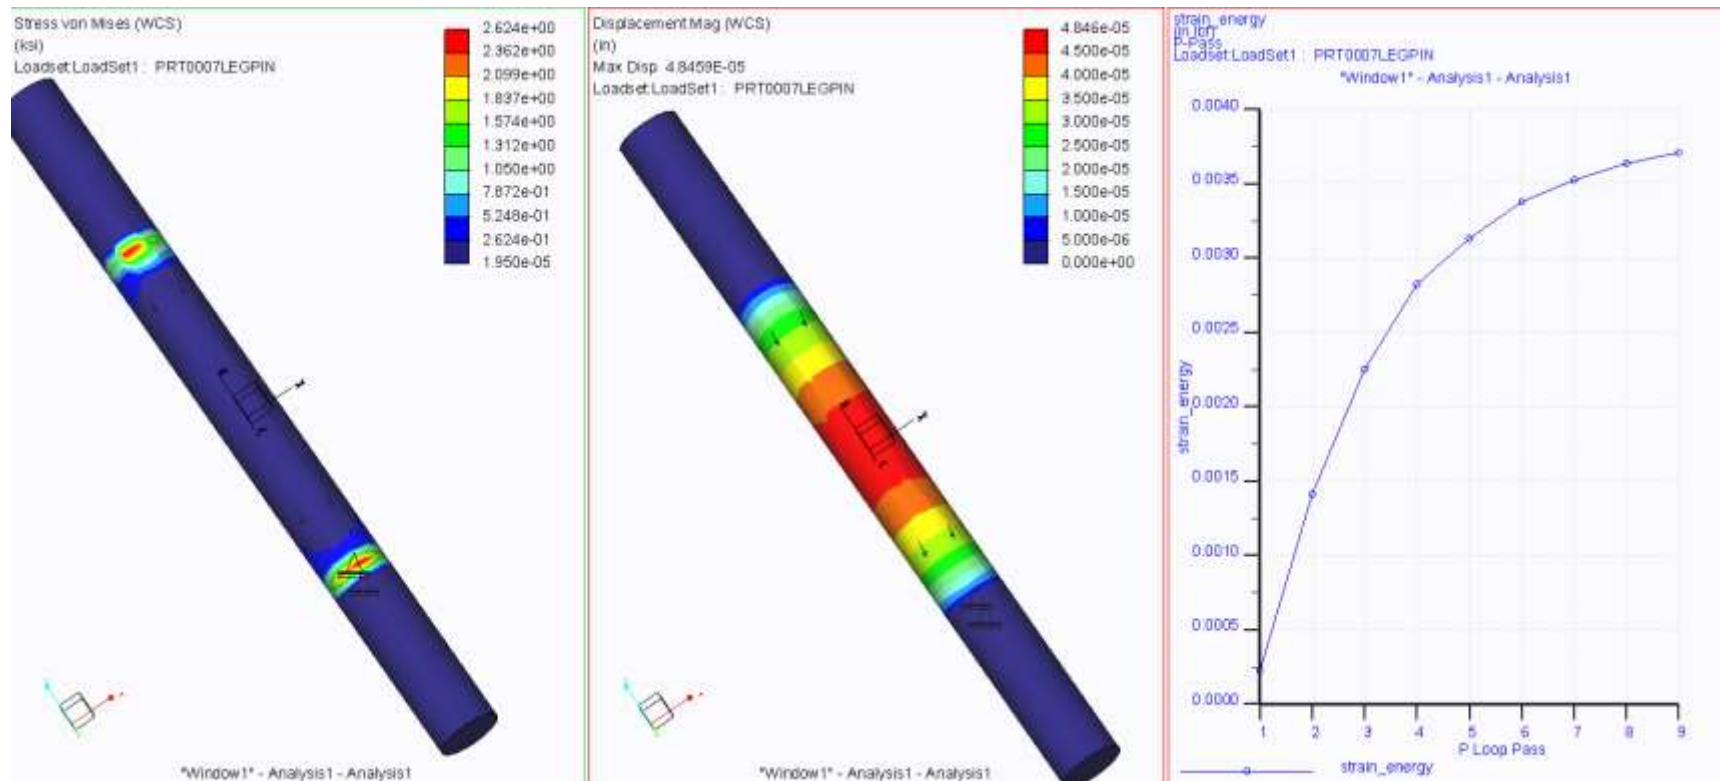 Stress von Mises (WCS)
(ksi)
Loadset:LoadSet1 : PRT0007LEGPIN
2.624e+00
2.362e+00
2.099e+00
1.837e+00
1.574e+00
1.312e+00
1.050e+00
7.872e-01
5.248e-01
2.624e-01
1.950e-05
"Window1" - Analysis1 - Analysis1
Displacement Mag (WCS)
(in)
Max Disp 4.8459E-05
Loadset:LoadSet1 : PRT0007LEGPIN
4.846e-05
4.500e-05
4.000e-05
3.500e-05
3.000e-05
2.500e-05
2.000e-05
1.500e-05
1.000e-05
5.000e-06
0.000e+00
"Window1" - Analysis1 - Analysis1
strain_energy
(in lbf)
P-Pass
Loadset:LoadSet1 : PRT0007LEGPIN
"Window1" - Analysis1 - Analysis1
0.0040
0.0035
0.0030
0.0025
0.0020
0.0015
0.0010
0.0005
0.0000
strain_energy
1 2 3 4 5 6 7 8 9
P Loop Pass
strain_energy